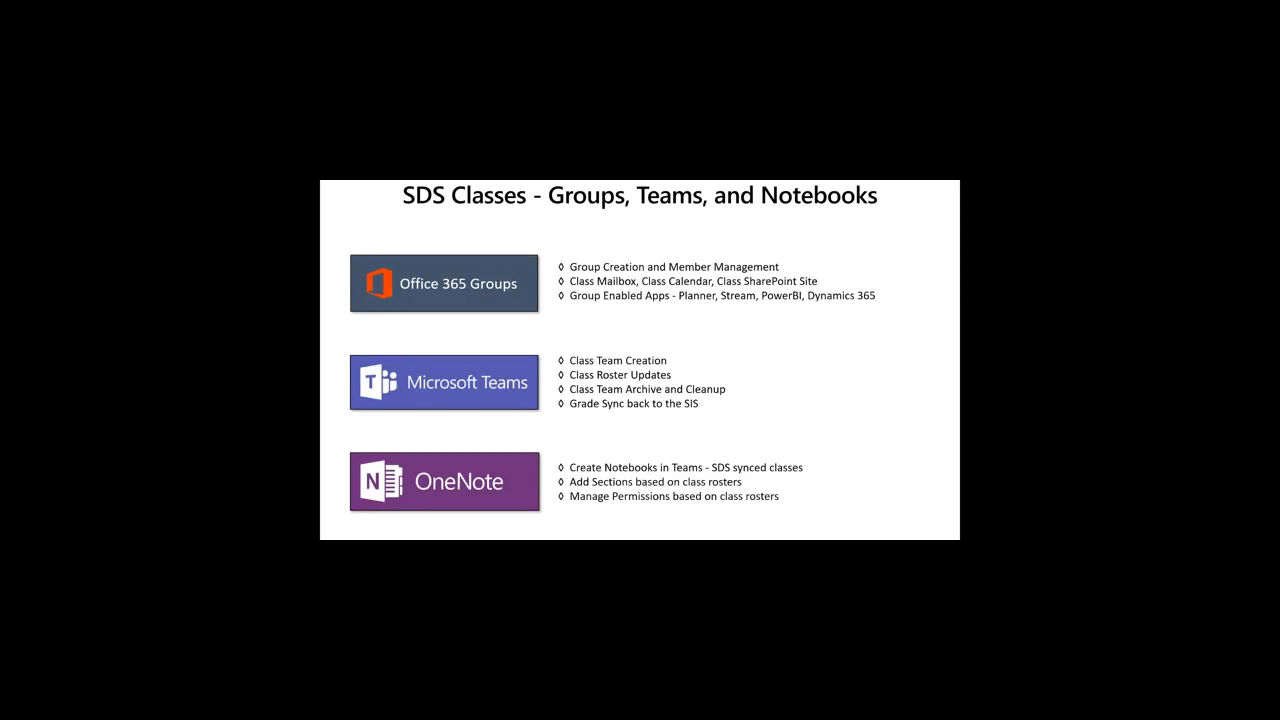 SDS Classes - Groups, Teams, and Notebooks
Office 365 Groups
◊ Group Creation and Member Management
◊ Class Mailbox, Class Calendar, Class SharePoint Site
◊ Group Enabled Apps - Planner, Stream, PowerBI, Dynamics 365
T Microsoft Teams
◊ Class Team Creation
◊ Class Roster Updates
◊ Class Team Archive and Cleanup
◊ Grade Sync back to the SIS
N OneNote
◊ Create Notebooks in Teams - SDS synced classes
◊ Add Sections based on class rosters
◊ Manage Permissions based on class rosters